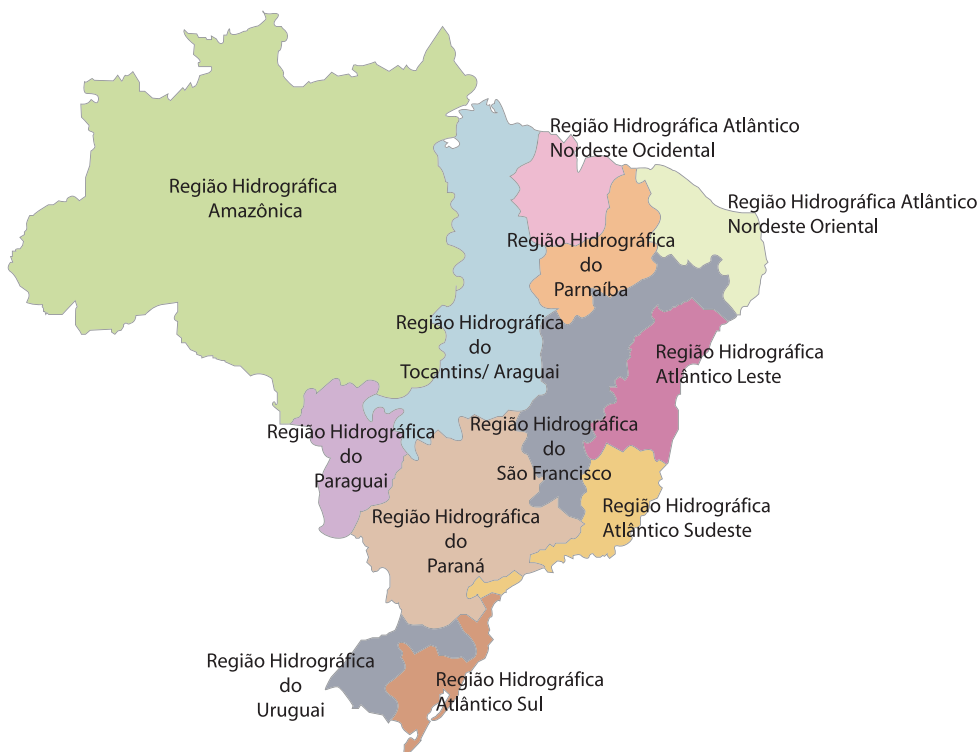 Região Hidrográfica Atlântico
Nordeste Ocidental
Região Hidrográfica
Amazônica
Região Hidrográfica Atlântico
Nordeste Oriental
Região Hidrográfica
do
Parnaíba
Região Hidrográfica
do
Tocantins/ Araguai
Região Hidrográfica
Atlântico Leste
Região Hidrográfica
do
Paraguai
Região Hidrográfica
do
São Francisco
Região Hidrográfica
Atlântico Sudeste
Região Hidrográfica
do
Paraná
Região Hidrográfica
do
Uruguai
Região Hidrográfica
Atlântico Sul